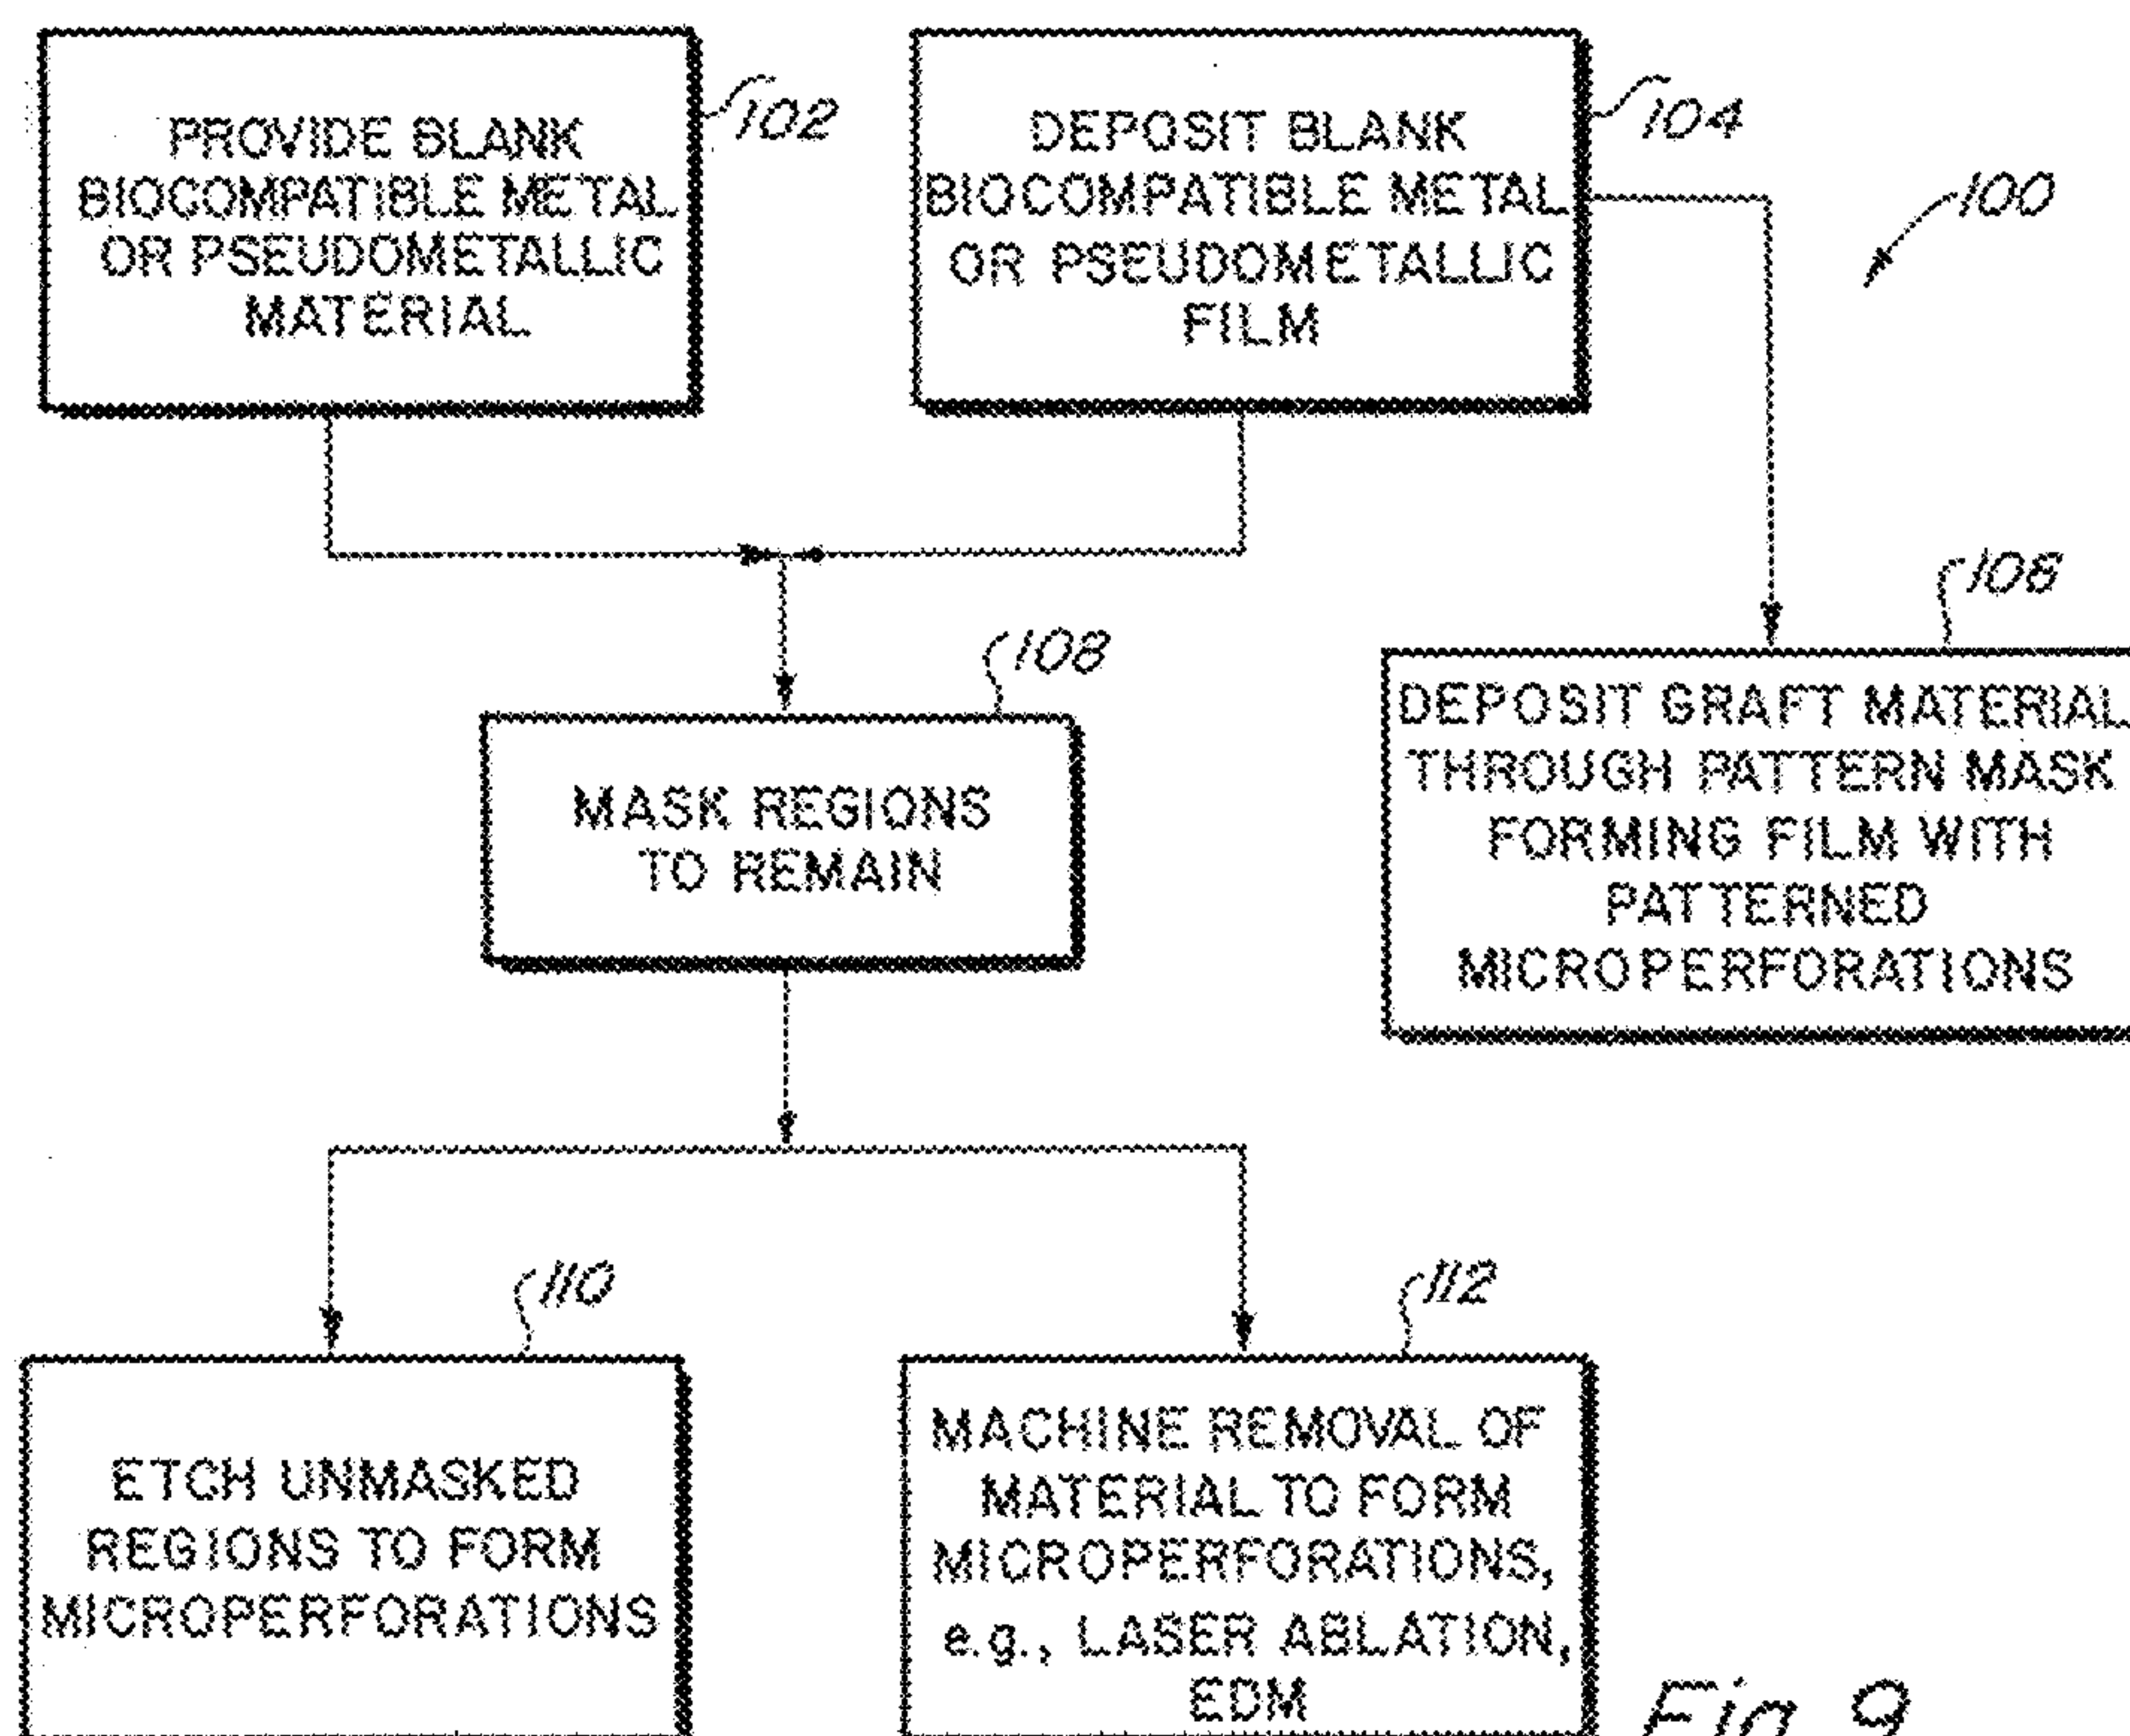 PROVIDE BLANK
BIOCOMPATIBLE METAL
OR PSEUDOMETALLIC
MATERIAL
102
DEPOSIT BLANK
BIOCOMPATIBLE METAL
OR PSEUDOMETALLIC
FILM
104
100
108
MASK REGIONS
TO REMAIN
DEPOSIT GRAFT MATERIAL
THROUGH PATTERN MASK
FORMING FILM WITH
PATTERNED
MICROPERFORATIONS
110
ETCH UNMASKED
REGIONS TO FORM
MICROPERFORATIONS
112
MACHINE REMOVAL OF
MATERIAL TO FORM
MICROPERFORATIONS,
e.g., LASER ABLATION,
EDM
Fig. 9